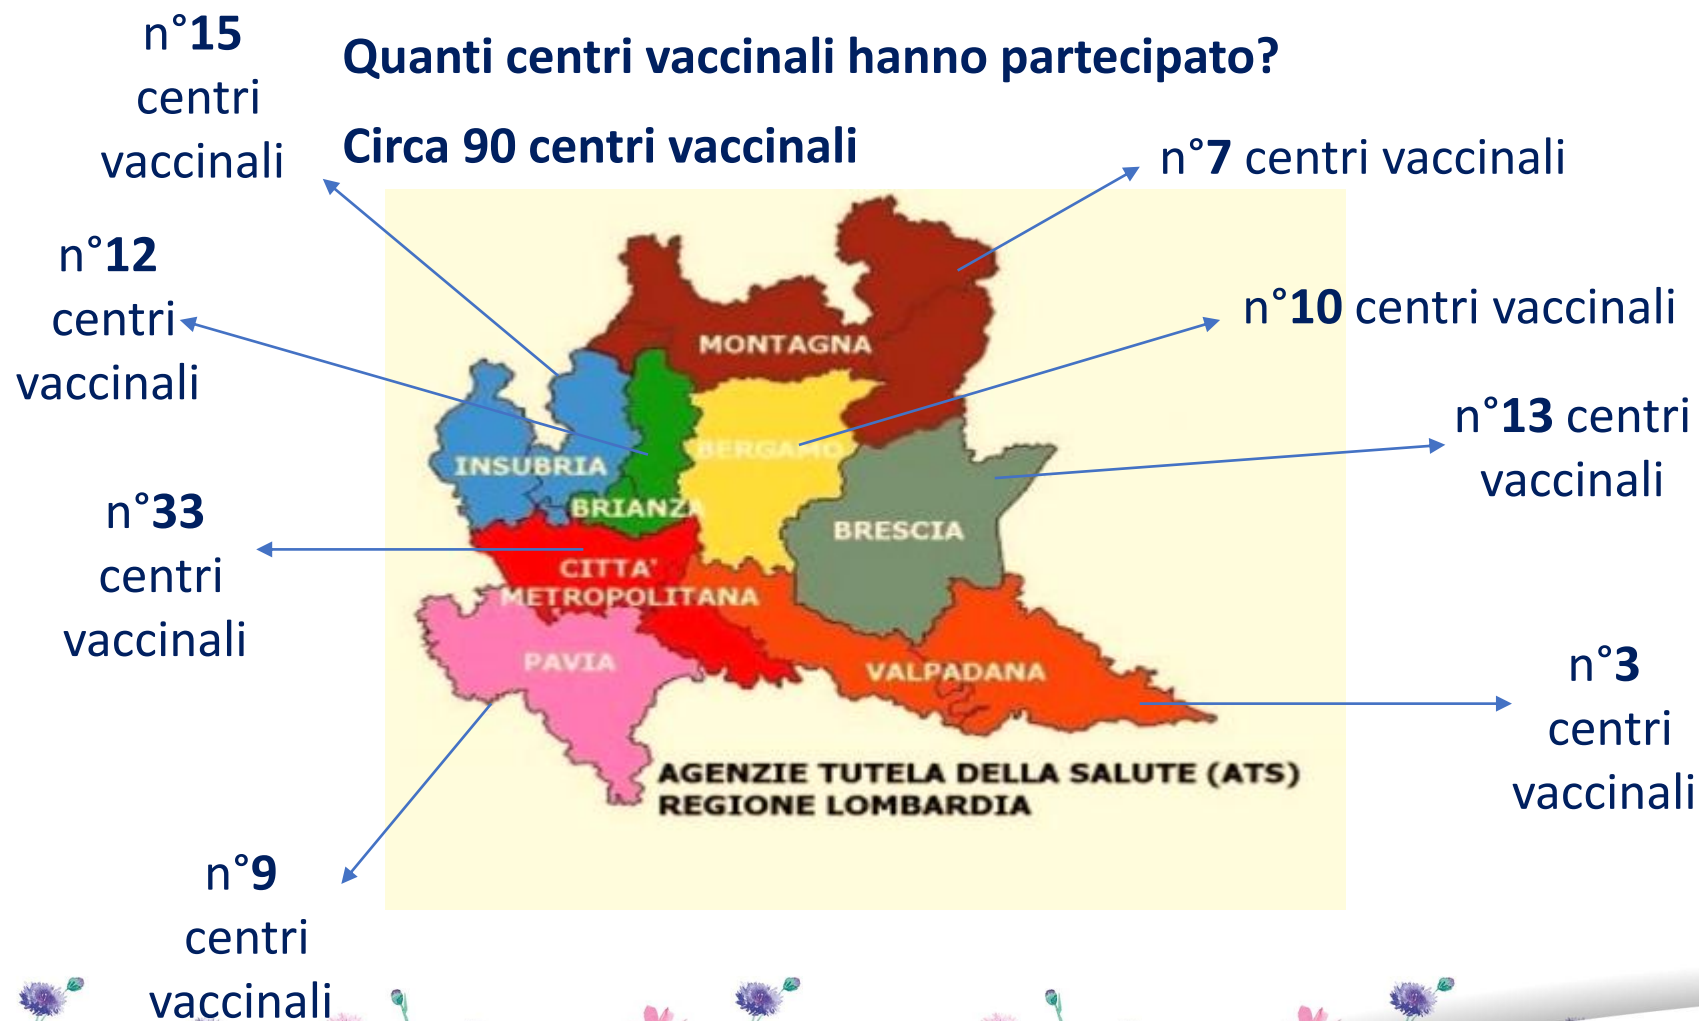 Quanti centri vaccinali hanno partecipato?
Circa 90 centri vaccinali
n°15
centri
vaccinali
n°12
centri
vaccinali
n°33
centri
vaccinali
n°9
centri
vaccinali
n°7 centri vaccinali
n°10 centri vaccinali
n°13 centri
vaccinali
n°3
centri
vaccinali
MONTAGNA
BERGAMO
INSUBRIA
BRIANZA
BRESCIA
CITTA'
METROPOLITANA
PAVIA
VALPADANA
AGENZIE TUTELA DELLA SALUTE (ATS)
REGIONE LOMBARDIA